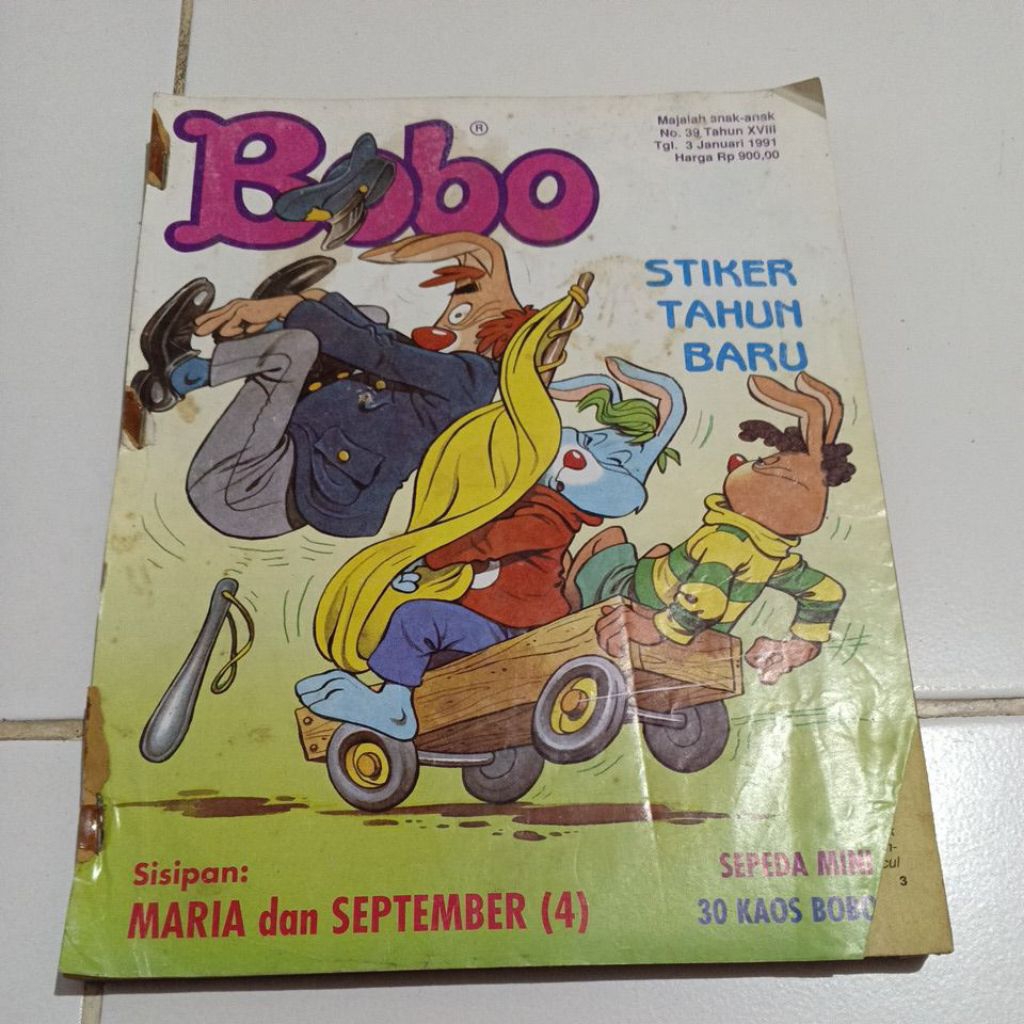 Bobo ®
Majalah anak-anak
No. 39 Tahun XVIII
Tgl. 3 Januari 1991
Harga Rp 900,00
STIKER
TAHUN
BARU
Sisipan:
MARIA dan SEPTEMBER (4)
SEPEDA MINI
30 KAOS BOBO
cul
3